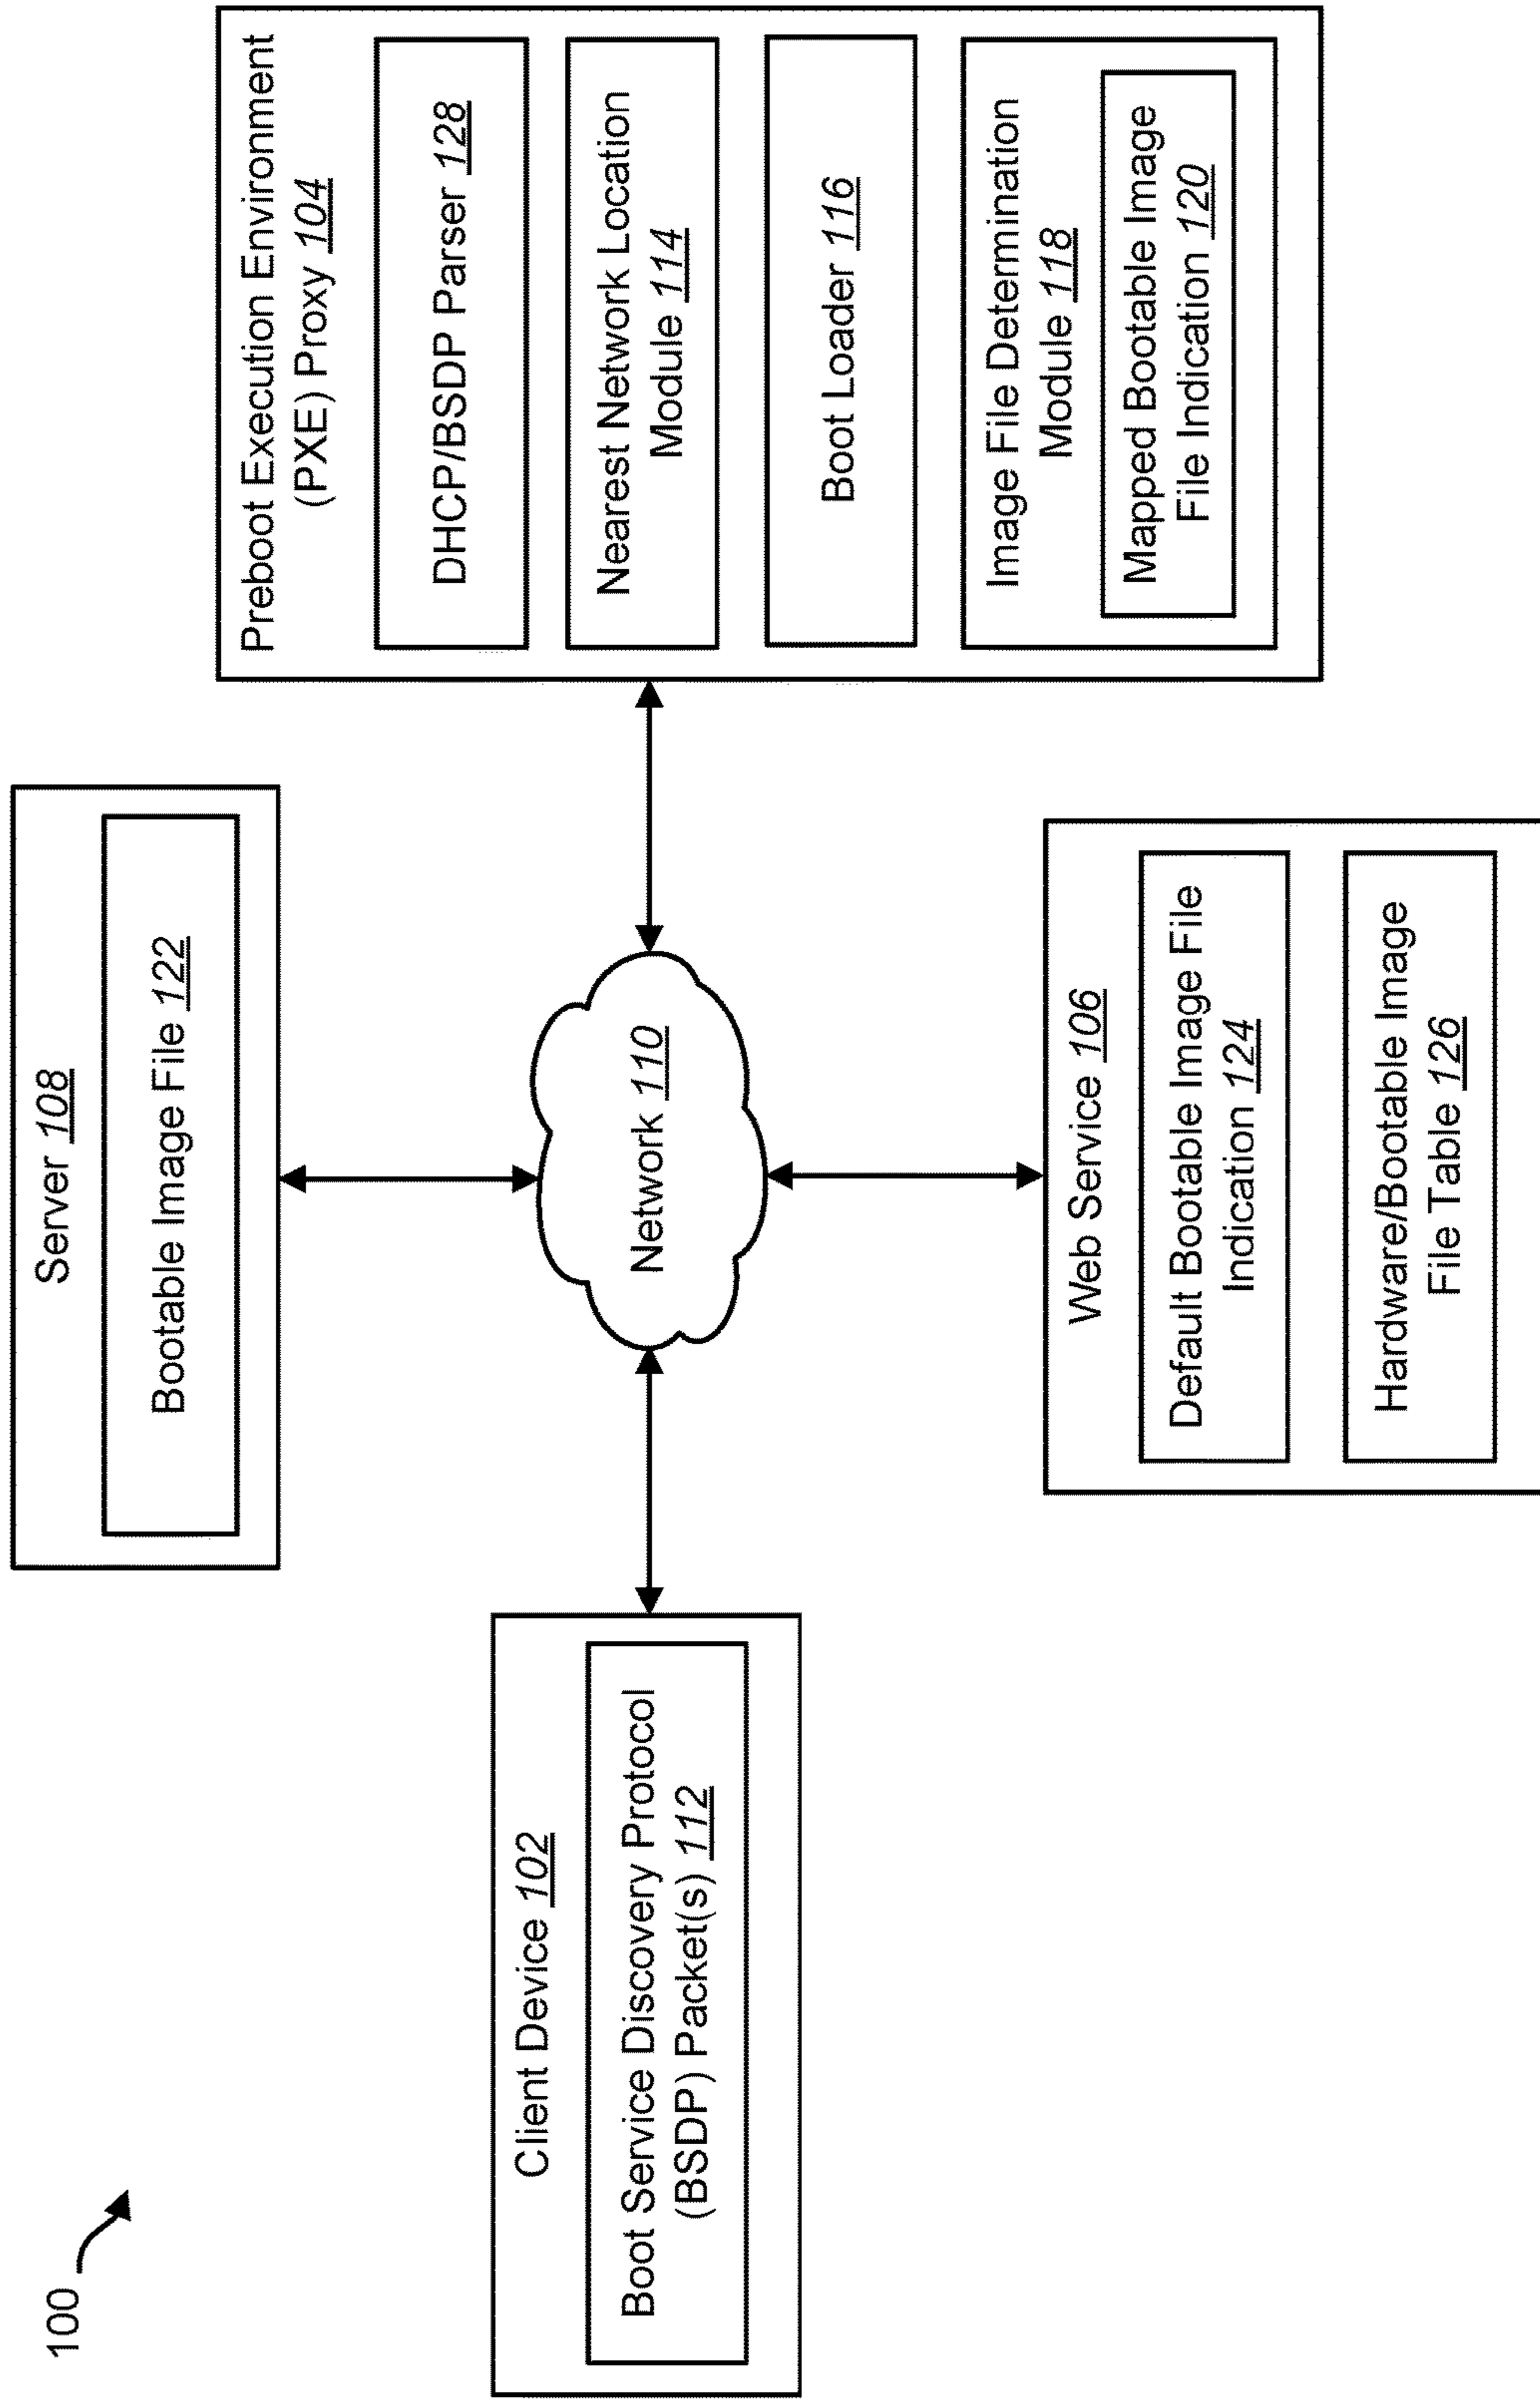 100
Server 108
Bootable Image File 122
Client Device 102
Boot Service Discovery Protocol
(BSDP) Packet(s) 112
Network 110
Preboot Execution Environment
(PXE) Proxy 104
DHCP/BSDP Parser 128
Nearest Network Location
Module 114
Boot Loader 116
Image File Determination
Module 118
Mapped Bootable Image
File Indication 120
Web Service 106
Default Bootable Image File
Indication 124
Hardware/Bootable Image
File Table 126